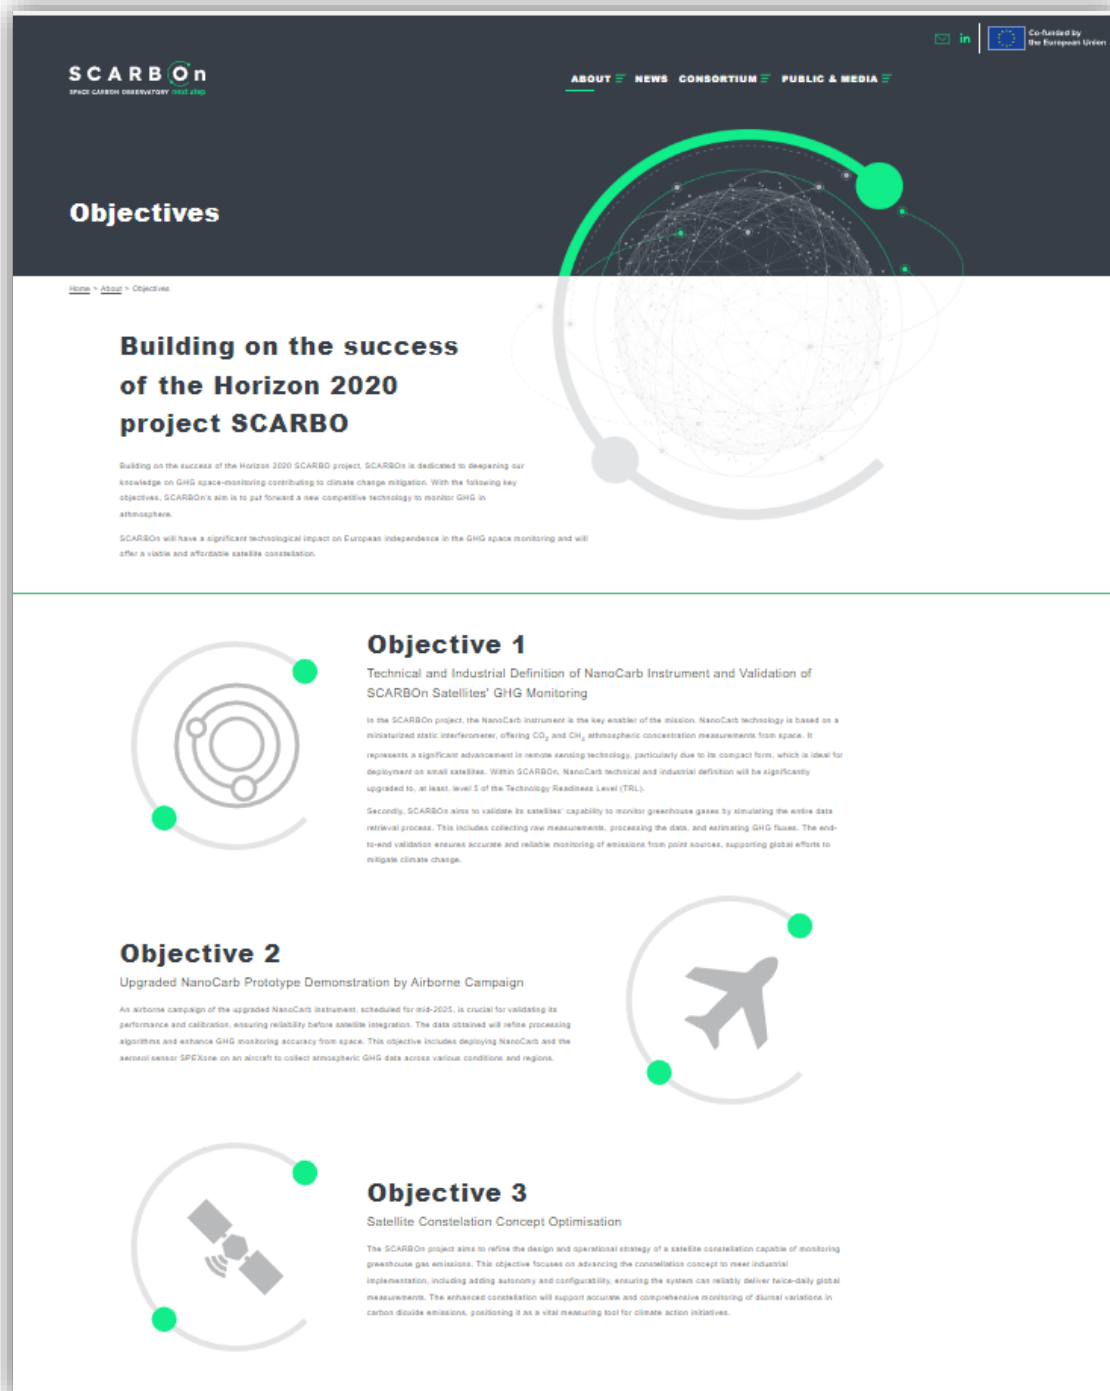 Co-funded by
the European Union
in
SCARBOn
SPACE CARBON OBSERVATORY next step
ABOUT NEWS CONSORTIUM PUBLIC & MEDIA
Objectives
Home > About > Objectives
Building on the success
of the Horizon 2020
project SCARBO
Building on the success of the Horizon 2020 SCARBO project, SCARBOn is dedicated to deepening our
knowledge on GHG space-monitoring contributing to climate change mitigation. With the following key
objectives, SCARBOn's aim is to put forward a new competitive technology to monitor GHG in
athmosphere.
SCARBOn will have a significant technological impact on European independence in the GHG space monitoring and will
offer a viable and affordable satellite constellation.
Objective 1
Technical and Industrial Definition of NanoCarb Instrument and Validation of
SCARBOn Satellites' GHG Monitoring
In the SCARBOn project, the NanoCarb instrument is the key enabler of the mission. NanoCarb technology is based on a
miniaturized static interferometer, offering CO₂ and CH₄ athmospheric concentration measurements from space. It
represents a significant advancement in remote sensing technology, particularly due to its compact form, which is ideal for
deployment on small satellites. Within SCARBOn, NanoCarb technical and industrial definition will be significantly
upgraded to, at least, level 5 of the Technology Readiness Level (TRL).
Secondly, SCARBOn aims to validate its satellites' capability to monitor greenhouse gases by simulating the entire data
retrieval process. This includes collecting raw measurements, processing the data, and estimating GHG fluxes. The end-
to-end validation ensures accurate and reliable monitoring of emissions from point sources, supporting global efforts to
mitigate climate change.
Objective 2
Upgraded NanoCarb Prototype Demonstration by Airborne Campaign
An airborne campaign of the upgraded NanoCarb instrument, scheduled for mid-2025, is crucial for validating its
performance and calibration, ensuring reliability before satellite integration. The data obtained will refine processing
algorithms and enhance GHG monitoring accuracy from space. This objective includes deploying NanoCarb and the
aerosol sensor SPEXone on an aircraft to collect atmospheric GHG data across various conditions and regions.
Objective 3
Satellite Constelation Concept Optimisation
The SCARBOn project aims to refine the design and operational strategy of a satellite constellation capable of monitoring
greenhouse gas emissions. This objective focuses on advancing the constellation concept to meet industrial
implementation, including adding autonomy and configurability, ensuring the system can reliably deliver twice-daily global
measurements. The enhanced constellation will support accurate and comprehensive monitoring of diurnal variations in
carbon dioxide emissions, positioning it as a vital measuring tool for climate action initiatives.